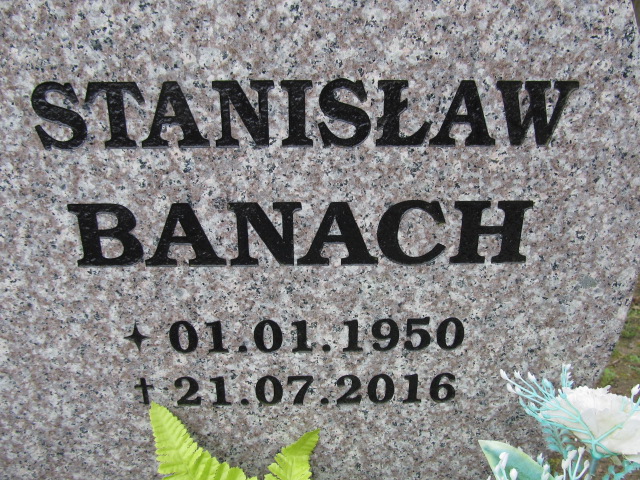 STANISŁAW
BANACH
✦ 01.01.1950
† 21.07.2016